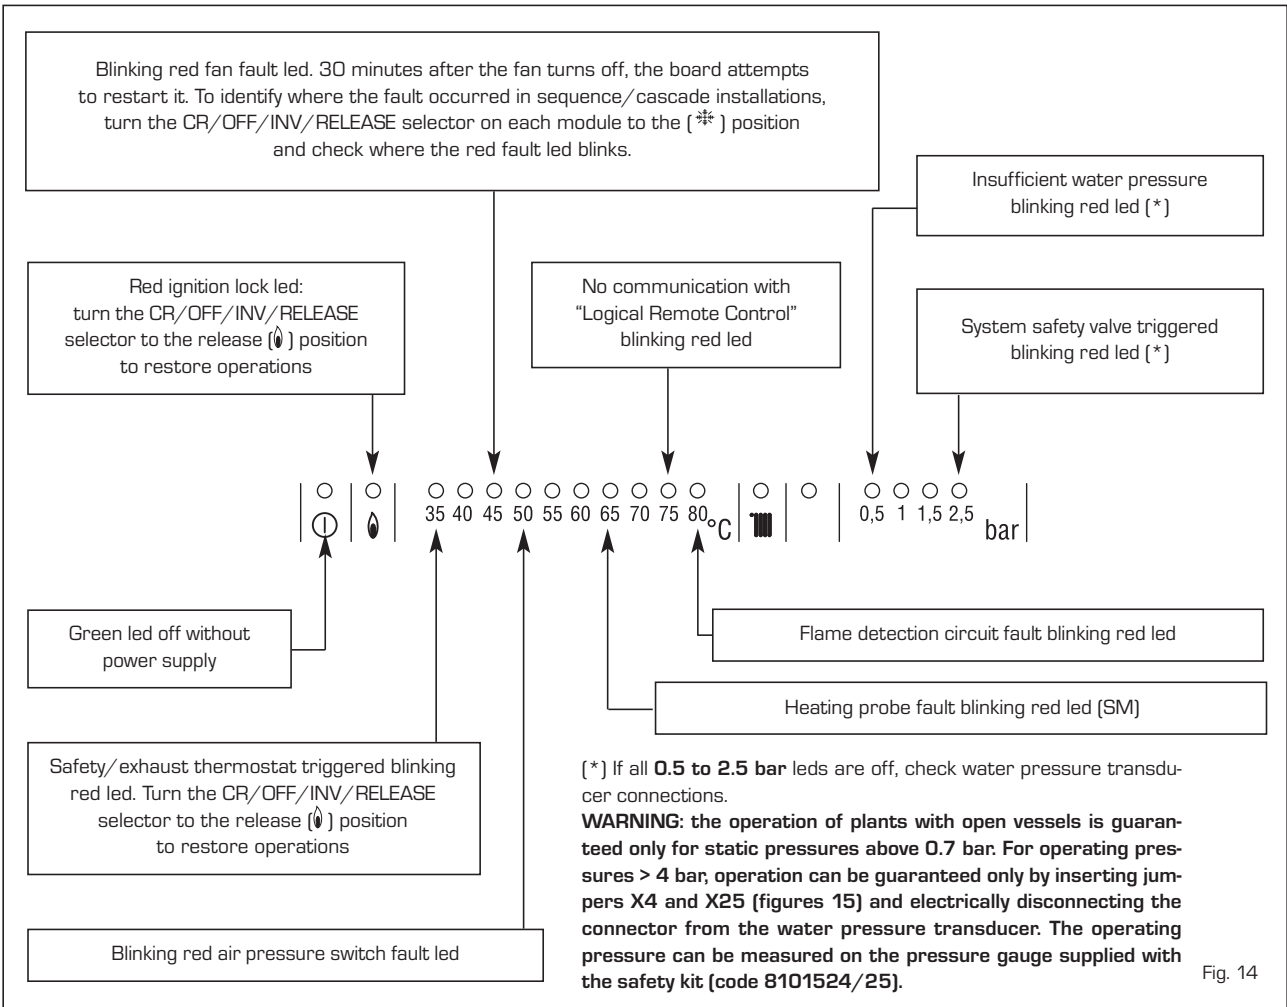 Blinking red fan fault led. 30 minutes after the fan turns off, the board attempts
to restart it. To identify where the fault occurred in sequence/cascade installations,
turn the CR/OFF/INV/RELEASE selector on each module to the ( ) position
and check where the red fault led blinks.
Insufficient water pressure
blinking red led (*)
Red ignition lock led:
turn the CR/OFF/INV/RELEASE
selector to the release ( ) position
to restore operations
No communication with
“Logical Remote Control”
blinking red led
System safety valve triggered
blinking red led (*)
35 40 45 50 55 60 65 70 75 80 °C
0,5 1 1,5 2,5 bar
Green led off without
power supply
Flame detection circuit fault blinking red led
Heating probe fault blinking red led (SM)
Safety/exhaust thermostat triggered blinking
red led. Turn the CR/OFF/INV/RELEASE
selector to the release ( ) position
to restore operations
Blinking red air pressure switch fault led
(*) If all 0.5 to 2.5 bar leds are off, check water pressure transdu-
cer connections.
WARNING: the operation of plants with open vessels is guaran-
teed only for static pressures above 0.7 bar. For operating pres-
sures > 4 bar, operation can be guaranteed only by inserting jum-
pers X4 and X25 (figures 15) and electrically disconnecting the
connector from the water pressure transducer. The operating
pressure can be measured on the pressure gauge supplied with
the safety kit (code 8101524/25).
Fig. 14